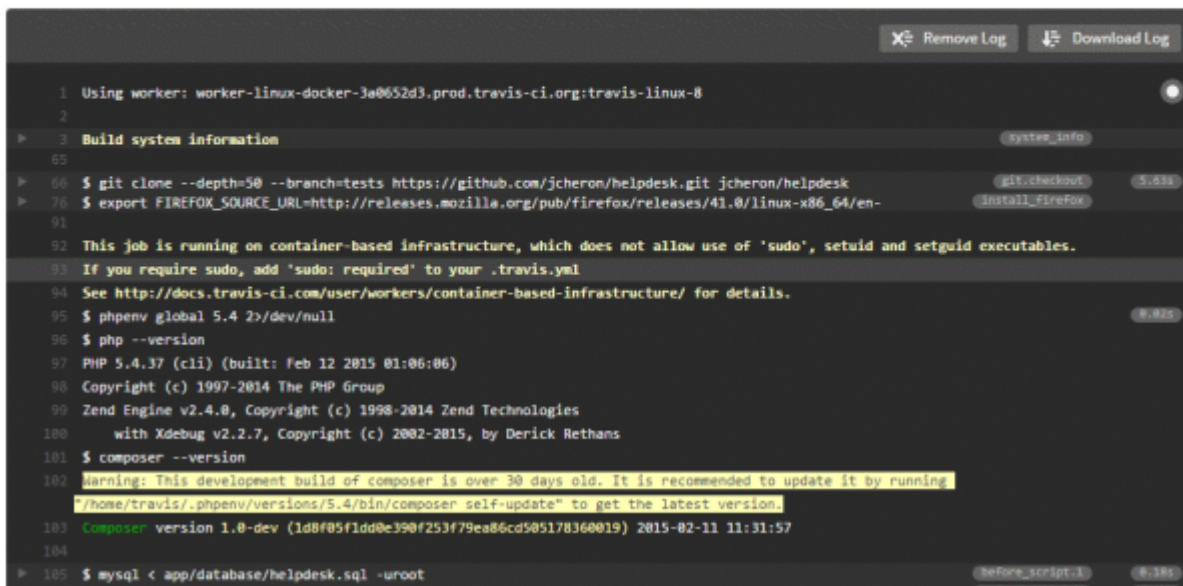 Remove Log Download Log
1 Using worker: worker-linux-docker-3a0652d3.prod.travis-ci.org:travis-linux-8
2
3 Build system information system_info
65
66 $ git clone --depth=50 --branch=tests https://github.com/jcheron/helpdesk.git jcheron/helpdesk git.checkout 5.63s
76 $ export FIREFOX_SOURCE_URL=http://releases.mozilla.org/pub/firefox/releases/41.0/linux-x86_64/en- install_firefox
91
92 This job is running on container-based infrastructure, which does not allow use of 'sudo', setuid and setguid executables.
93 If you require sudo, add 'sudo: required' to your .travis.yml
94 See http://docs.travis-ci.com/user/workers/container-based-infrastructure/ for details.
95 $ phpenv global 5.4 2>/dev/null 0.02s
96 $ php --version
97 PHP 5.4.37 (cli) (built: Feb 12 2015 01:06:06)
98 Copyright (c) 1997-2014 The PHP Group
99 Zend Engine v2.4.0, Copyright (c) 1998-2014 Zend Technologies
100 with Xdebug v2.2.7, Copyright (c) 2002-2015, by Derick Rethans
101 $ composer --version
102 Warning: This development build of composer is over 30 days old. It is recommended to update it by running
"/home/travis/.phpenv/versions/5.4/bin/composer self-update" to get the latest version.
103 Composer version 1.0-dev (1d8f05f1dd0e390f253f79ea86cd505178360019) 2015-02-11 11:31:57
104
105 $ mysql < app/database/helpdesk.sql -uroot before_script.1 0.18s